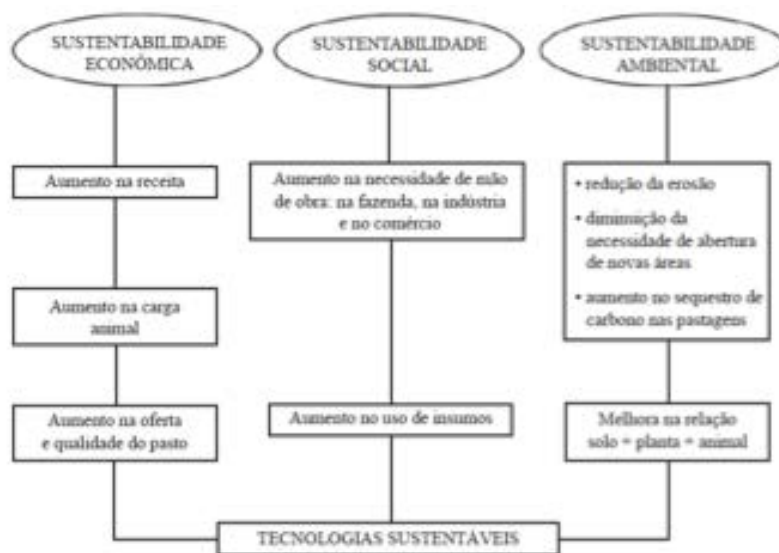 SUSTENTABILIDADE
ECONÔMICA
SUSTENTABILIDADE
SOCIAL
SUSTENTABILIDADE
AMBIENTAL
Aumento na receita
Aumento na necessidade de mão
de obra: na fazenda, na indústria
e no comércio
• redução da erosão
• diminuição da
necessidade de abertura
de novas áreas
• aumento no sequestro de
carbono nas pastagens
Aumento na carga
animal
Aumento na oferta
e qualidade do pasto
Aumento no uso de insumos
Melhora na relação
solo + planta + animal
TECNOLOGIAS SUSTENTÁVEIS